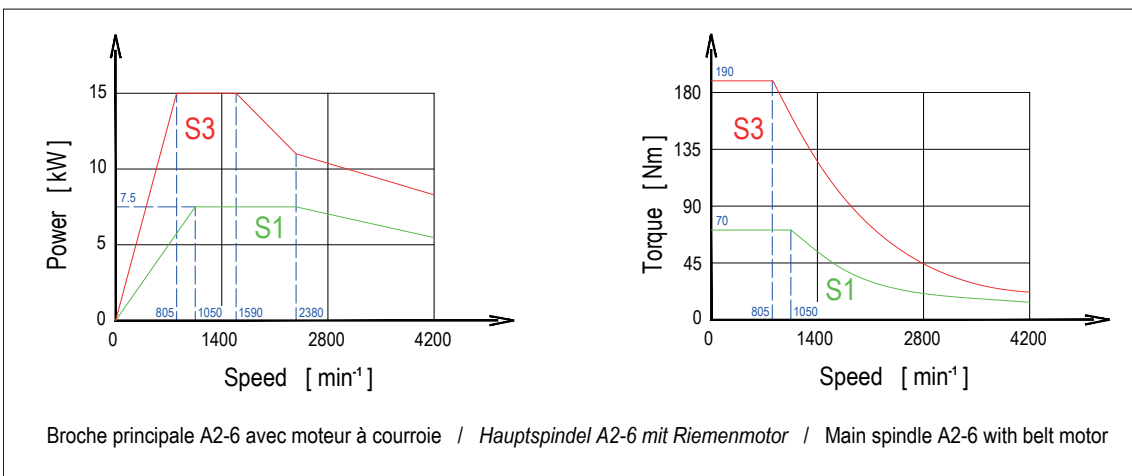 15
10
7.5
5
0
Power [ kW ]
S3
S1
805
1050
1590
2380
0
1400
2800
4200
Speed [ min⁻¹ ]
190
180
135
90
70
45
0
Torque [ Nm ]
S3
S1
805
1050
0
1400
2800
4200
Speed [ min⁻¹ ]
Broche principale A2-6 avec moteur à courroie / Hauptspindel A2-6 mit Riemenmotor / Main spindle A2-6 with belt motor